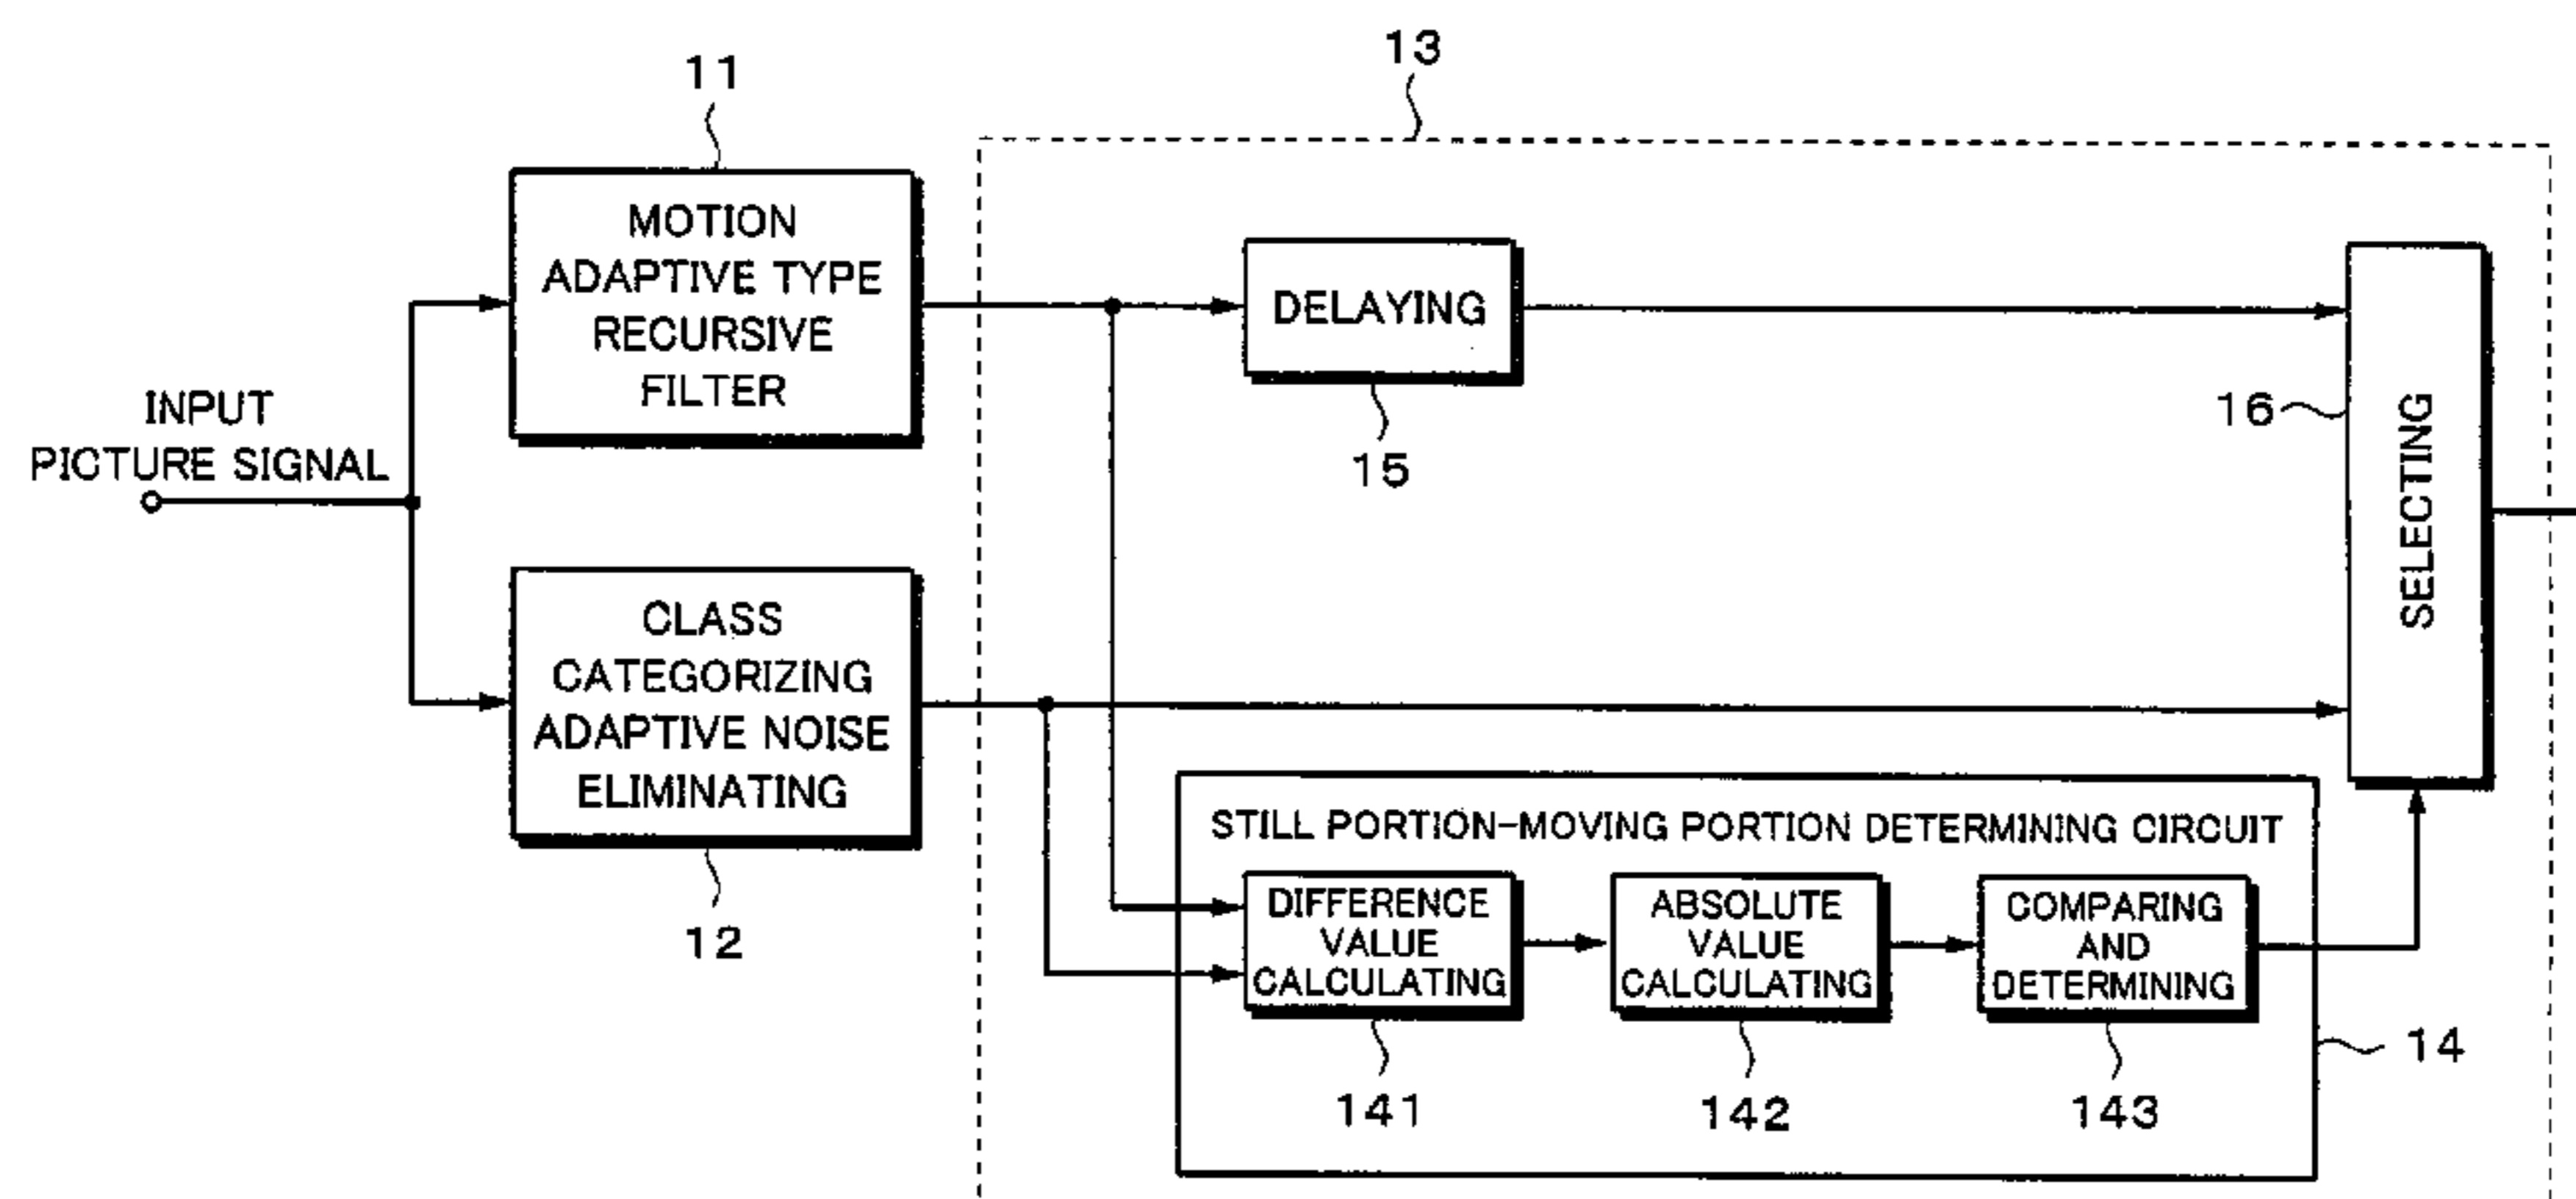 13
11
MOTION
ADAPTIVE TYPE
RECURSIVE
FILTER
DELAYING
15
16
SELECTING
INPUT
PICTURE SIGNAL
CLASS
CATEGORIZING
ADAPTIVE NOISE
ELIMINATING
12
STILL PORTION-MOVING PORTION DETERMINING CIRCUIT
DIFFERENCE
VALUE
CALCULATING
141
ABSOLUTE
VALUE
CALCULATING
142
COMPARING
AND
DETERMINING
143
14